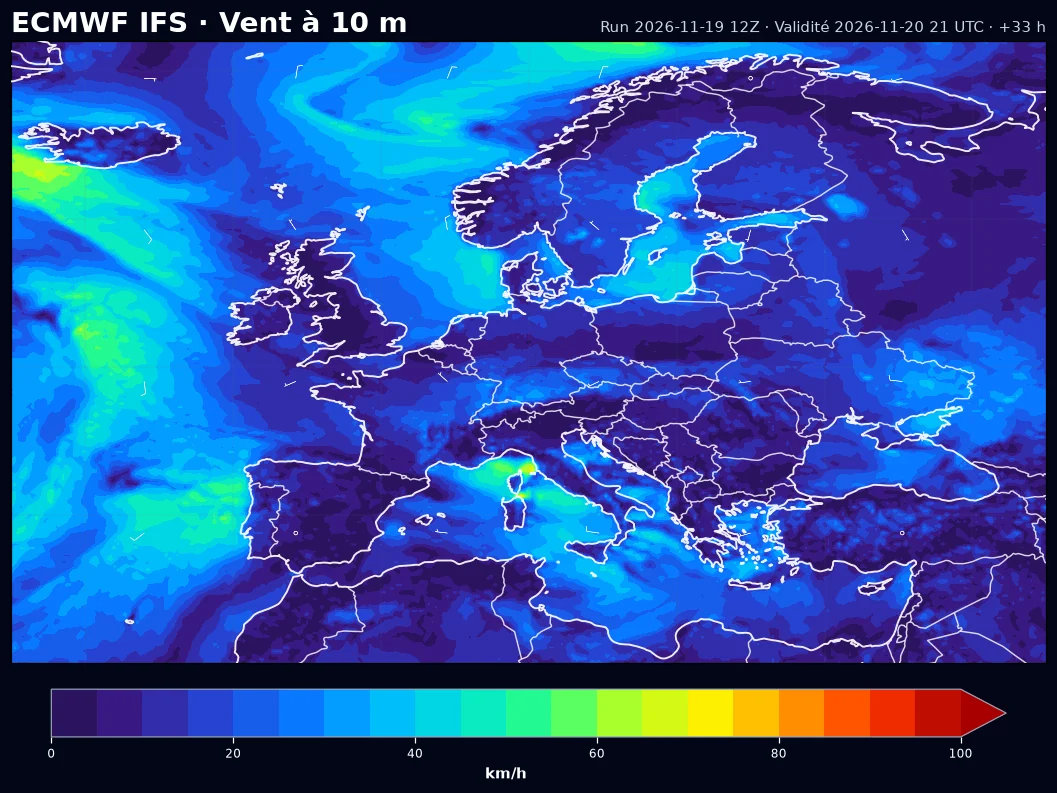 ECMWF IFS · Vent à 10 m
Run 2026-11-19 12Z · Validité 2026-11-20 21 UTC · +33 h
0 20 40 60 80 100
km/h